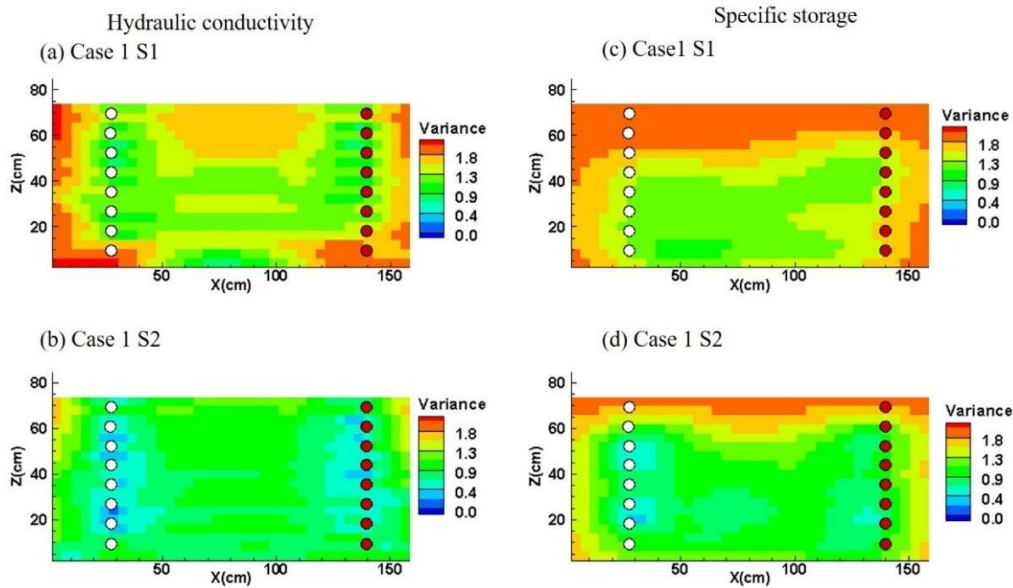 Hydraulic conductivity
Specific storage
(a) Case 1 S1
(c) Case1 S1
80
60
40
20
Z(cm)
50
100
150
X(cm)
Variance
1.8
1.3
0.9
0.4
0.0
80
60
40
20
Z(cm)
50
100
150
X(cm)
Variance
1.8
1.3
0.9
0.4
0.0
(b) Case 1 S2
(d) Case 1 S2
80
60
40
20
Z(cm)
50
100
150
X(cm)
Variance
1.8
1.3
0.9
0.4
0.0
80
60
40
20
Z(cm)
50
100
150
X(cm)
Variance
1.8
1.3
0.9
0.4
0.0